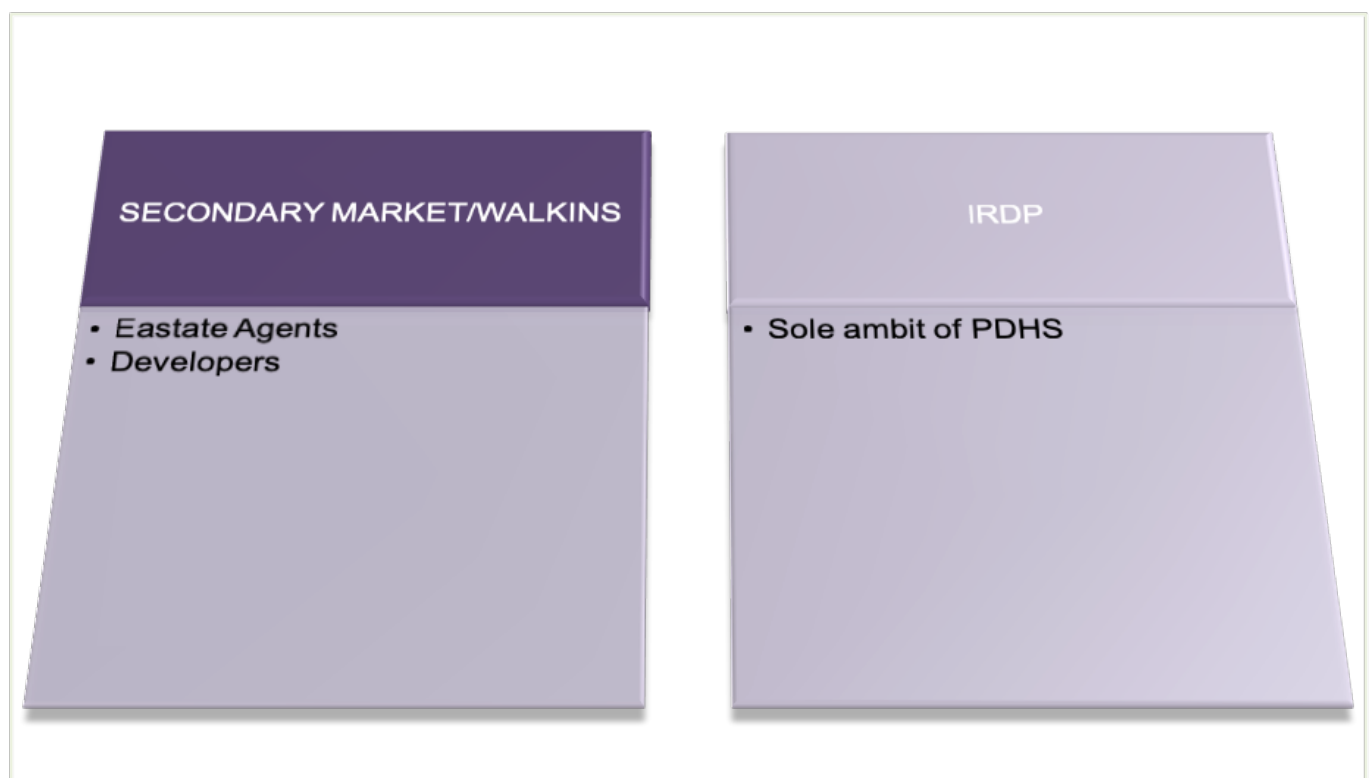 SECONDARY MARKET/WALKINS
• Eastate Agents
• Developers
IRDP
• Sole ambit of PDHS